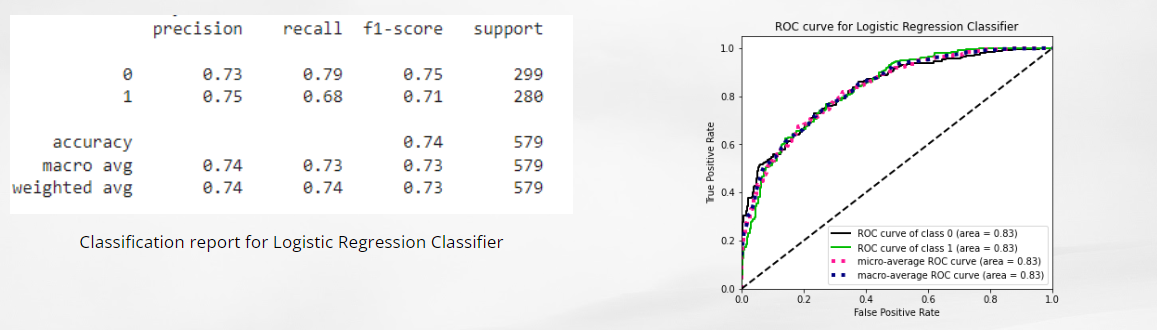 precision recall f1-score support
0 0.73 0.79 0.75 299
1 0.75 0.68 0.71 280
accuracy 0.74 579
macro avg 0.74 0.73 0.73 579
weighted avg 0.74 0.74 0.73 579
Classification report for Logistic Regression Classifier
ROC curve for Logistic Regression Classifier
1.0
0.8
0.6
0.4
0.2
0.0
True Positive Rate
ROC curve of class 0 (area = 0.83)
ROC curve of class 1 (area = 0.83)
micro-average ROC curve (area = 0.83)
macro-average ROC curve (area = 0.83)
0.0 0.2 0.4 0.6 0.8 1.0
False Positive Rate